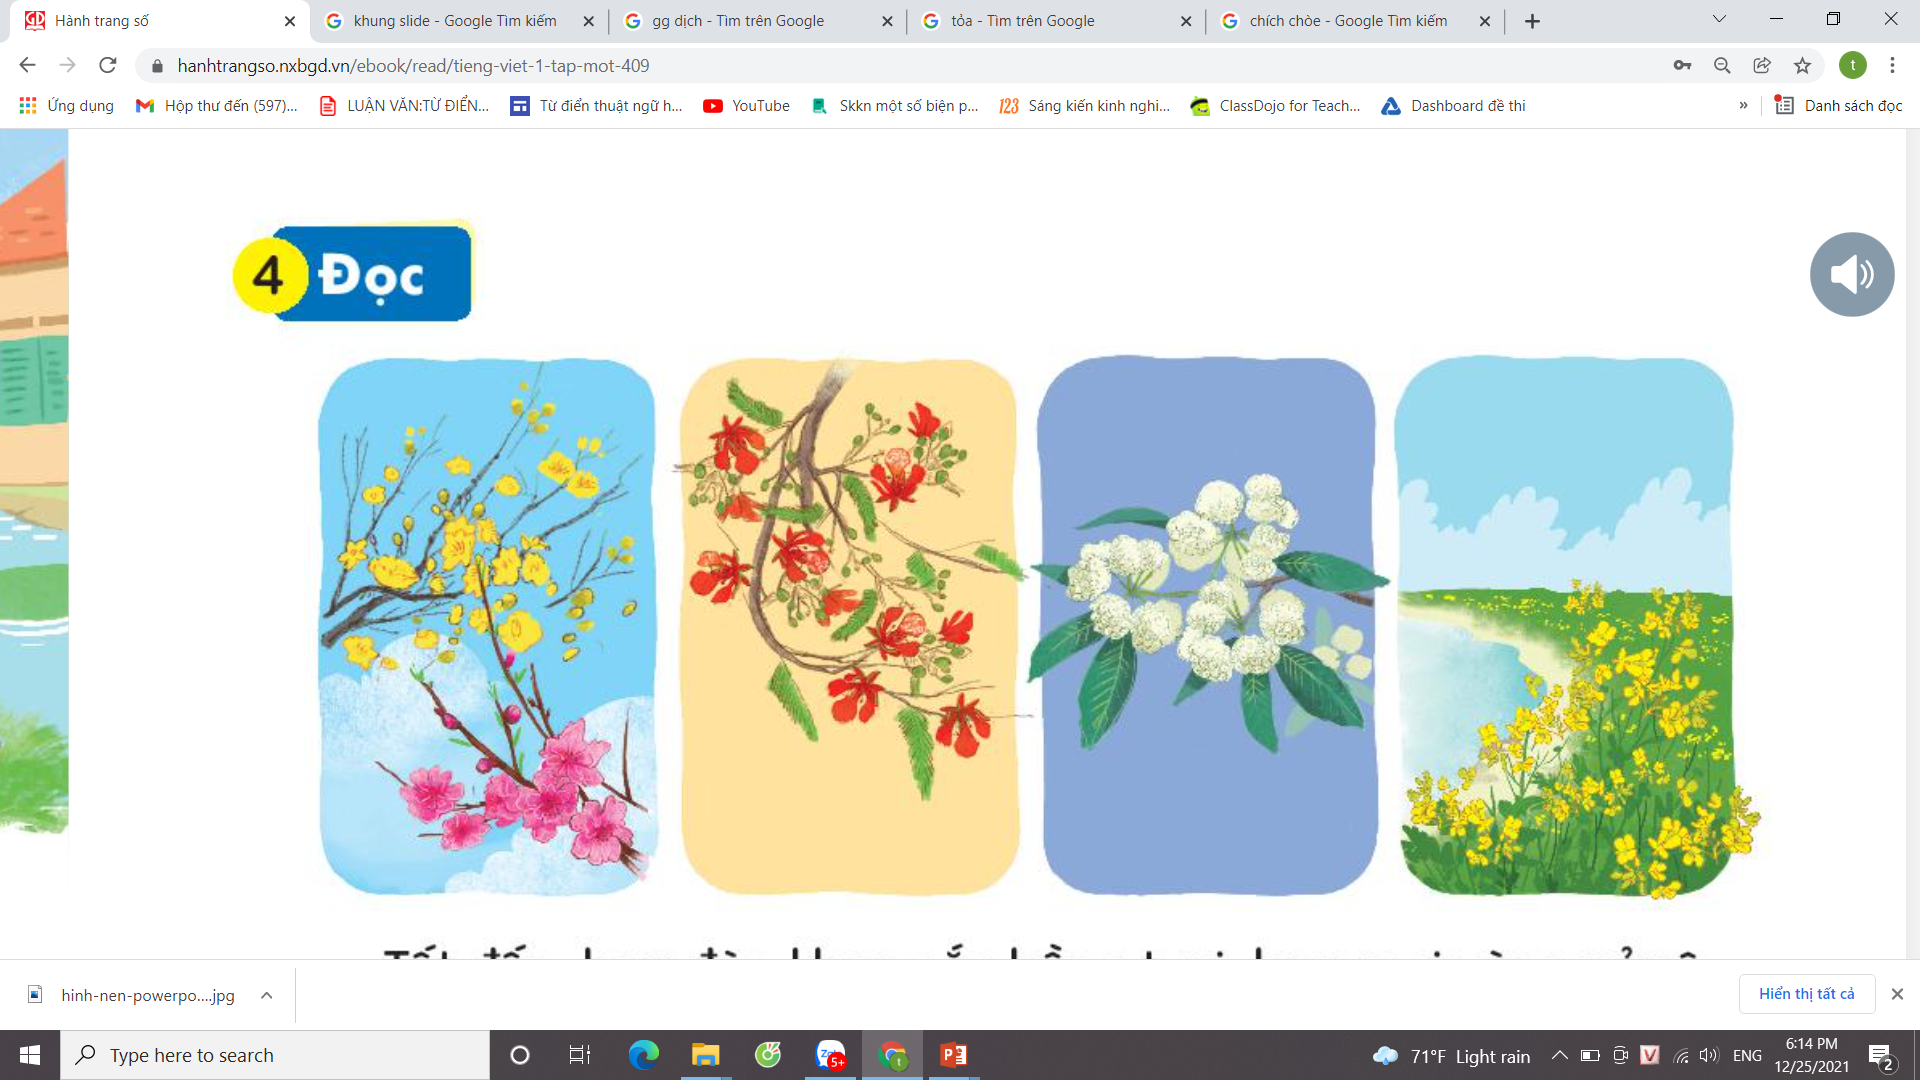 Hành trang số
khung slide - Google Tìm kiếm
gg dịch - Tìm trên Google
tỏa - Tìm trên Google
chích chòe - Google Tìm kiếm
hanhtrangso.nxbgd.vn/ebook/read/tieng-viet-1-tap-mot-409
t
Ứng dụng
Hộp thư đến (597)...
LUẬN VĂN:TỪ ĐIỂN...
Từ điển thuật ngữ h...
YouTube
Skkn một số biện p...
123 Sáng kiến kinh nghi...
ClassDojo for Teach...
Dashboard đề thi
»
Danh sách đọc
4 Đọc
hinh-nen-powerpo....jpg
Hiển thị tất cả
Type here to search
5+
71°F Light rain
ENG
6:14 PM
12/25/2021
2